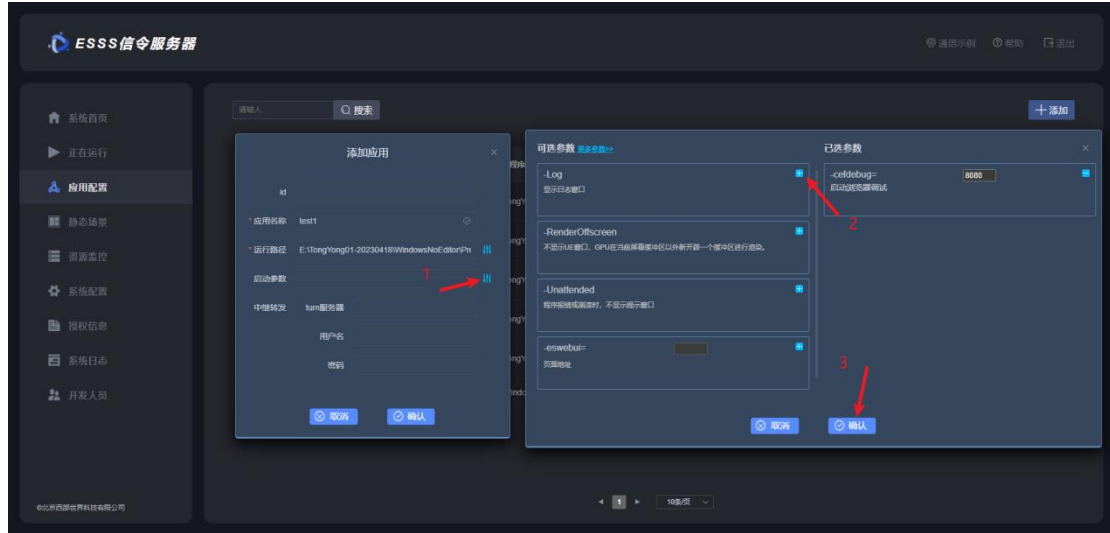 ESSS信令服务器
通信示例 帮助 退出
系统首页
正在运行
应用配置
静态场景
资源监控
系统配置
授权信息
系统日志
开发人员
©北京西部世界科技有限公司
请输入 搜索 添加
添加应用
id
*应用名称 test1
*运行路径 E:\TongYong01-20230418\WindowsNoEditor\Pri
启动参数 1
中继转发 turn服务器
用户名
密码
取消 确认
可选参数 更多参数>>
-Log
显示日志窗口
-RenderOffscreen
不显示UE窗口,GPU在当前屏幕缓冲区以外新开辟一个缓冲区进行渲染。
-Unattended
程序报错或崩溃时,不显示提示窗口
-eswebui=
页面地址
已选参数
-cefdebug= 8080
启动浏览器调试
2
3
取消 确认
1 10条/页